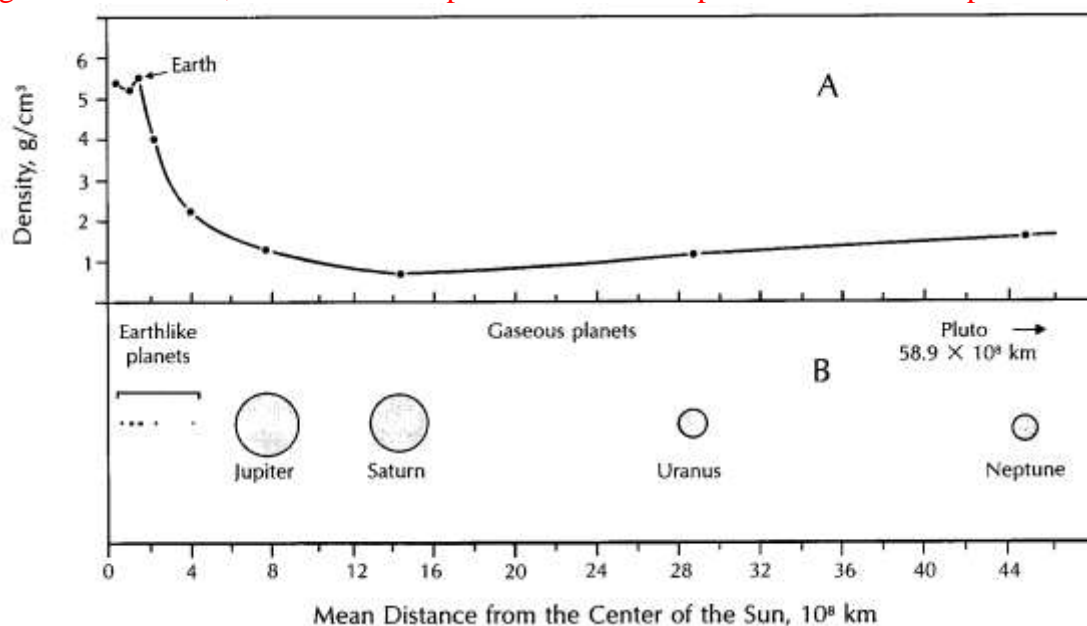 6
Earth
5
A
4
Density, g/cm³
3
2
1
Earthlike
planets
Gaseous planets
Pluto →
58.9 × 10⁸ km
B
Jupiter
Saturn
Uranus
Neptune
0 4 8 12 16 20 24 28 32 36 40 44
Mean Distance from the Center of the Sun, 10⁸ km